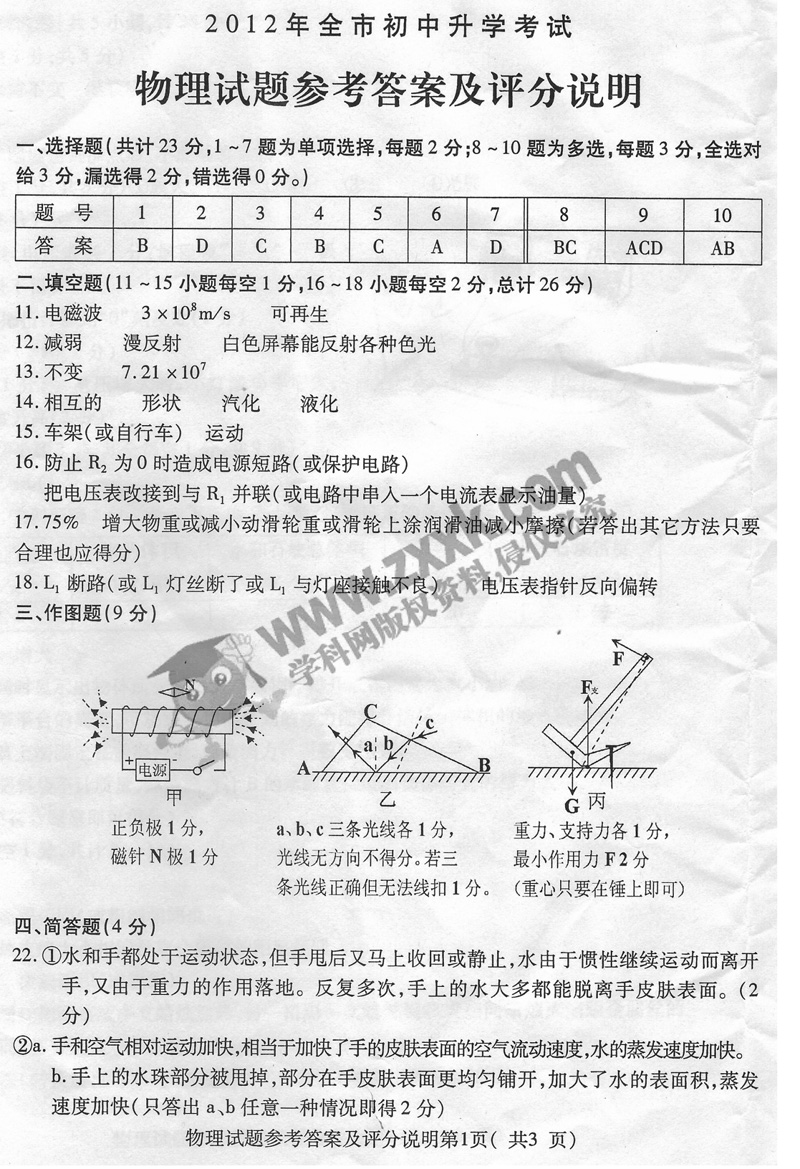 2012年全市初中升学考试
物理试题参考答案及评分说明
一、选择题(共计23分,1~7题为单项选择,每题2分;8~10题为多选,每题3分,全选对
给3分,漏选得2分,错选得0分。)
题 号 1 2 3 4 5 6 7 8 9 10
答 案 B D C B C A D BC ACD AB
二、填空题(11~15小题每空1分,16~18小题每空2分,总计26分)
11.电磁波 3×10⁸m/s 可再生
12.减弱 漫反射 白色屏幕能反射各种色光
13.不变 7.21×10⁷
14.相互的 形状 汽化 液化
15.车架(或自行车) 运动
16.防止R₂为0时造成电源短路(或保护电路)
把电压表改接到与R₁并联(或电路中串入一个电流表显示油量)
17.75% 增大物重或减小动滑轮重或滑轮上涂润滑油减小摩擦(若答出其它方法只要
合理也应得分)
18.L₁断路(或L₁灯丝断了或L₁与灯座接触不良) 电压表指针反向偏转
三、作图题(9分)
www.zxxk.com
学科网版权资料,侵权必究
N
+ -
电源
甲
C
c
a b
A B
乙
F
F支
G 丙
正负极1分,
磁针N极1分
a、b、c三条光线各1分,
光线无方向不得分。若三
条光线正确但无法线扣1分。
重力、支持力各1分,
最小作用力F2分
(重心只要在锤上即可)
四、简答题(4分)
22.①水和手都处于运动状态,但手甩后又马上收回或静止,水由于惯性继续运动而离开
手,又由于重力的作用落地。反复多次,手上的水大多都能脱离手皮肤表面。(2
分)
②a.手和空气相对运动加快,相当于加快了手的皮肤表面的空气流动速度,水的蒸发速度加快。
b.手上的水珠部分被甩掉,部分在手皮肤表面更均匀铺开,加大了水的表面积,蒸发
速度加快(只答出a、b任意一种情况即得2分)
物理试题参考答案及评分说明第1页( 共3 页)